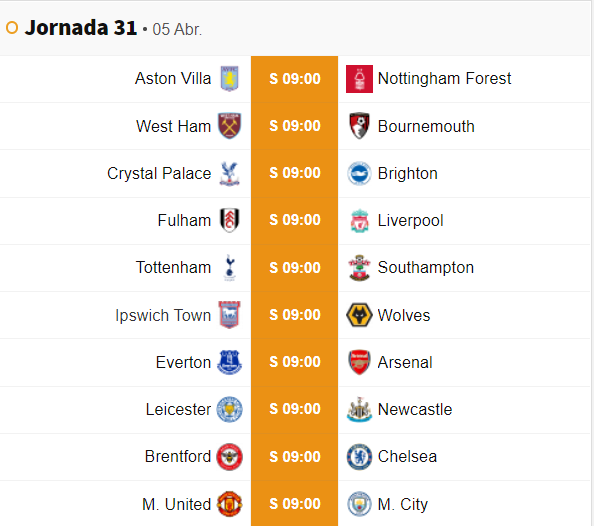 Jornada 31 • 05 Abr.
Aston Villa S 09:00 Nottingham Forest
West Ham S 09:00 Bournemouth
Crystal Palace S 09:00 Brighton
Fulham S 09:00 Liverpool
Tottenham S 09:00 Southampton
Ipswich Town S 09:00 Wolves
Everton S 09:00 Arsenal
Leicester S 09:00 Newcastle
Brentford S 09:00 Chelsea
M. United S 09:00 M. City